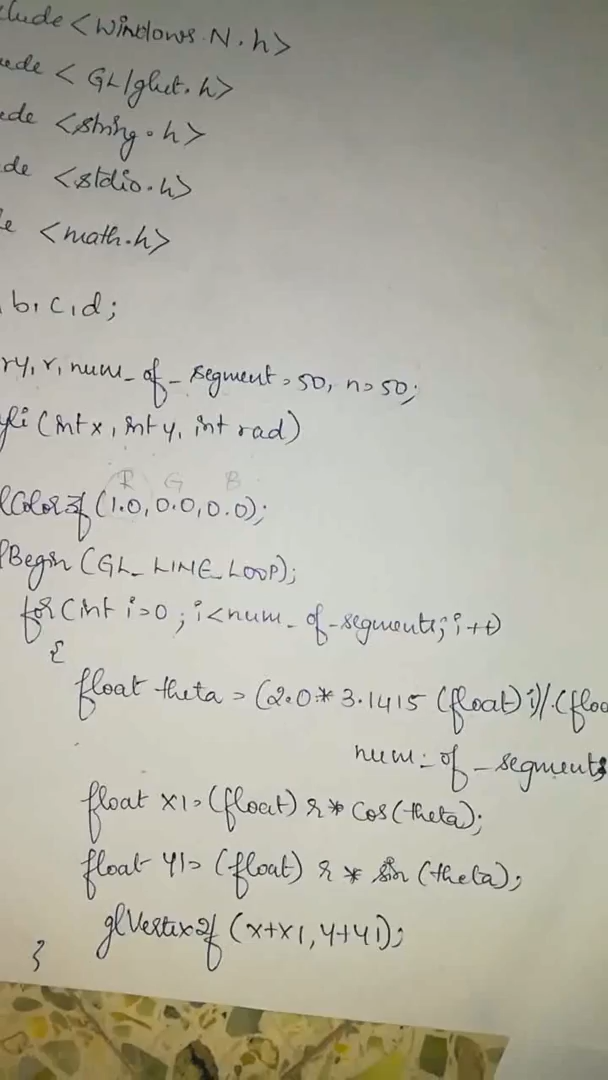 clude <Windows.N.h>
ude < GL/glut.h>
de <string.h>
de <stdio.h>
e <math.h>
b, c, d;
ry, r, num_of_segment = 50, n = 50;
(int x, int y, int rad)
R G B
lColor3f (1.0, 0.0, 0.0);
Begin (GL_LINE_LOOP);
for (int i=0 ; i<num_of_segments; i++)
{
float theta = (2.0 * 3.1415 (float) i)/(floa
num_of_segments
float x1 = (float) r * cos(theta);
float y1 = (float) r * sin (theta);
glVertex2f (x+x1, y+y1);
}